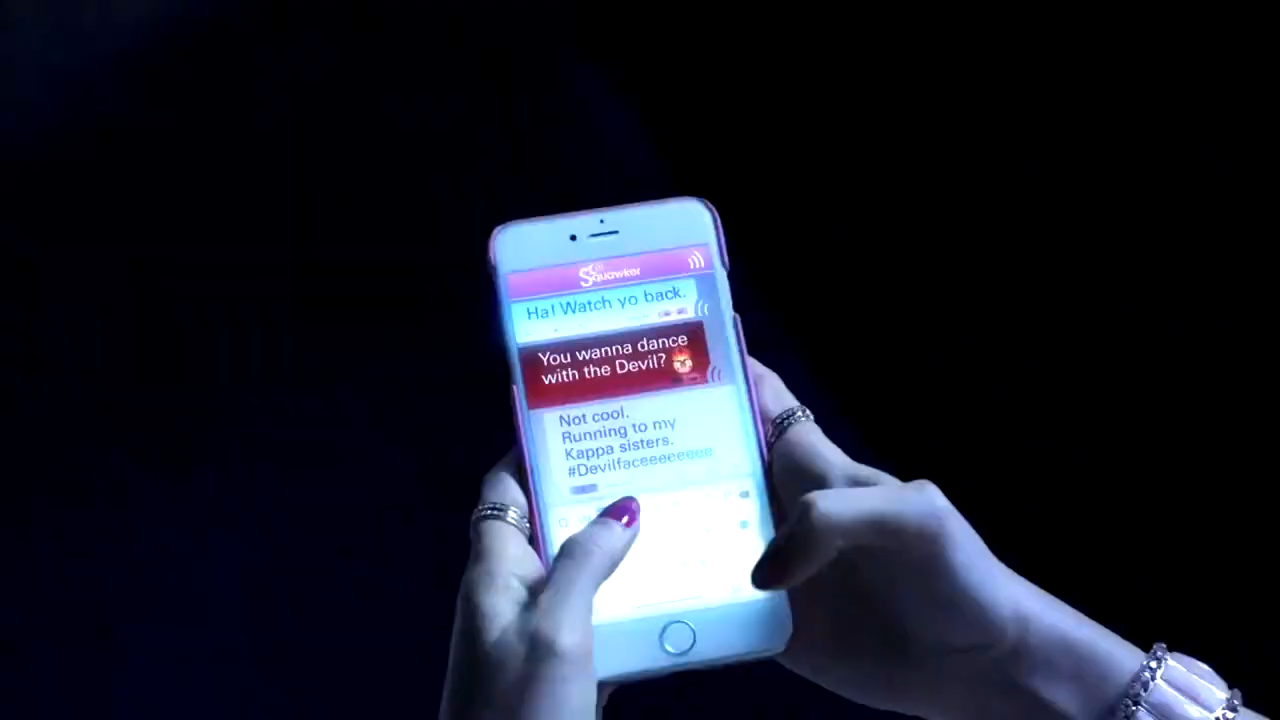 Squawker
Ha! Watch yo back.
You wanna dance
with the Devil?
Not cool.
Running to my
Kappa sisters.
#Devilfaceeeeeeee